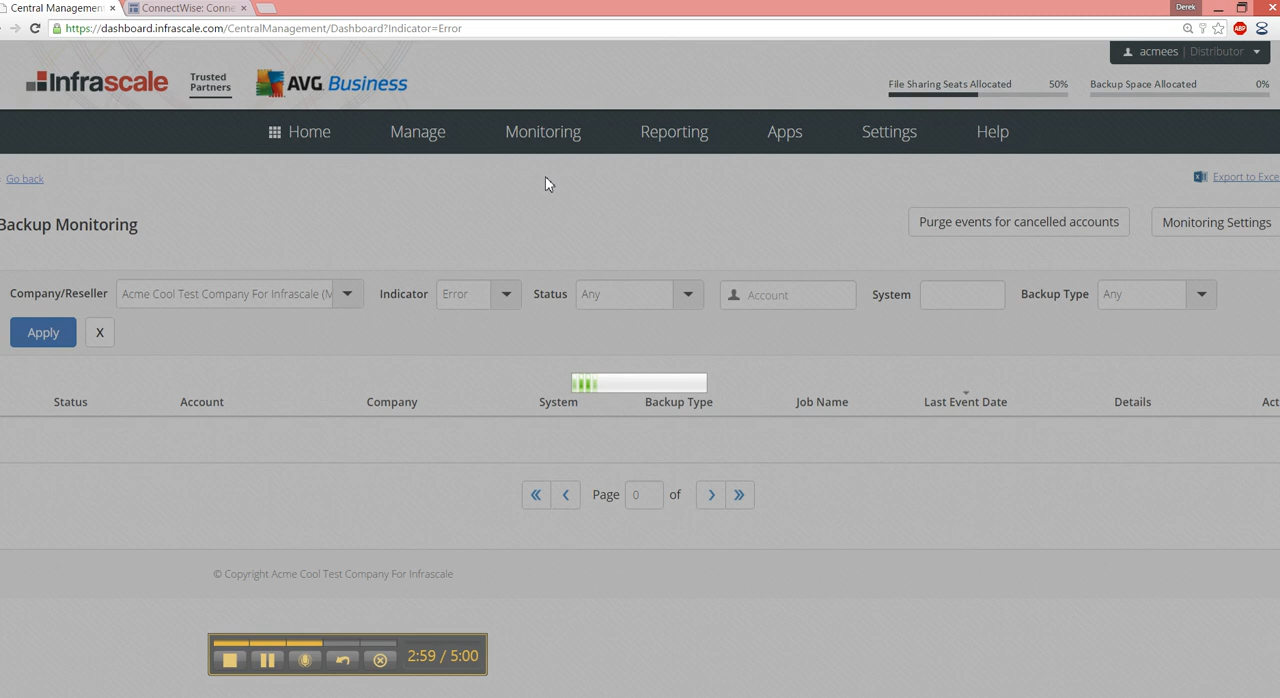 Central Management
ConnectWise: Conne
Derek
https://dashboard.infrascale.com/CentralManagement/Dashboard?Indicator=Error
ABP
Infrascale
Trusted
Partners
AVG Business
acmees | Distributor
File Sharing Seats Allocated 50%
Backup Space Allocated 0%
Home
Manage
Monitoring
Reporting
Apps
Settings
Help
Go back
Export to Exce
Backup Monitoring
Purge events for cancelled accounts
Monitoring Settings
Company/Reseller
Acme Cool Test Company For Infrascale (M
Indicator
Error
Status
Any
Account
System
Backup Type
Any
Apply
X
Status
Account
Company
System
Backup Type
Job Name
Last Event Date
Details
Act
Page 0 of
© Copyright Acme Cool Test Company For Infrascale
2:59 / 5:00